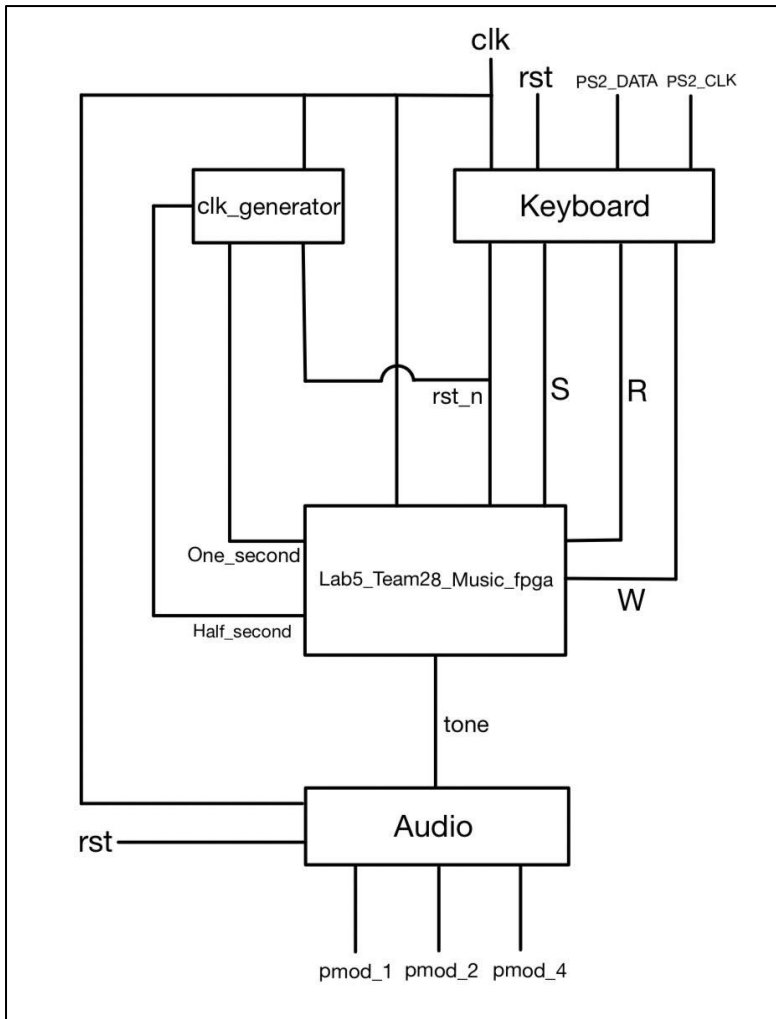 clk
rst
PS2_DATA
PS2_CLK
clk_generator
Keyboard
rst_n
S
R
One_second
Lab5_Team28_Music_fpga
W
Half_second
tone
Audio
rst
pmod_1
pmod_2
pmod_4